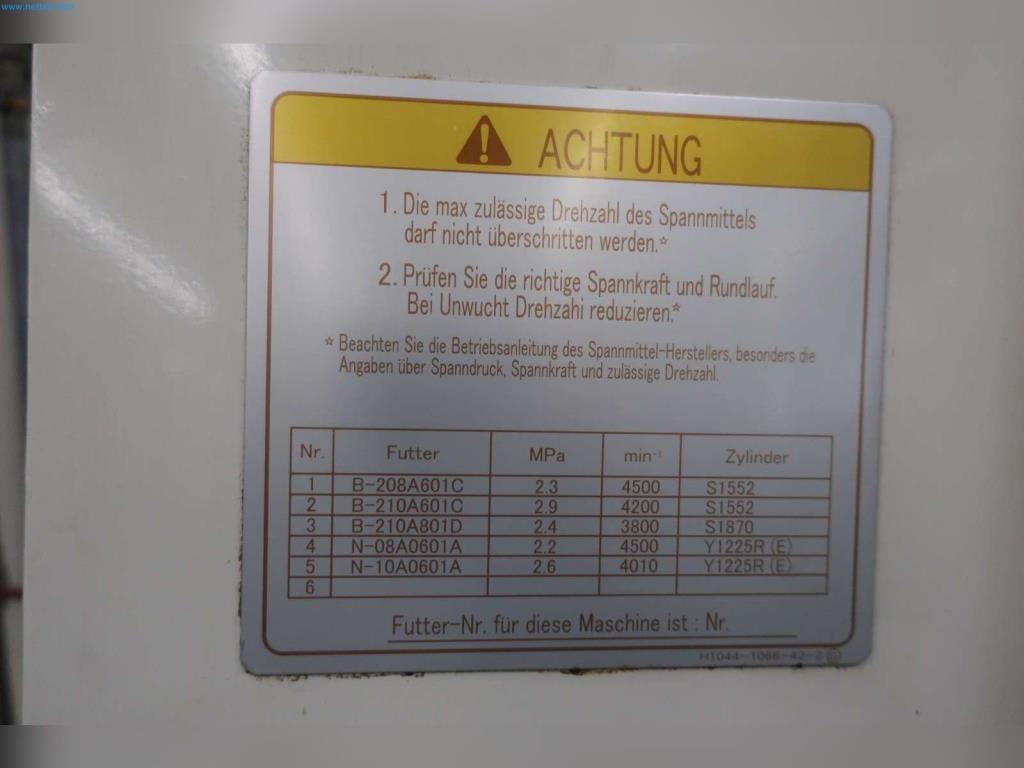 ACHTUNG
1. Die max zulässige Drehzahl des Spannmittels
darf nicht überschritten werden.*
2. Prüfen Sie die richtige Spannkraft und Rundlauf.
Bei Unwucht Drehzahi reduzieren.*
* Beachten Sie die Betriebsanleitung des Spannmittel-Herstellers, besonders die
Angaben über Spanndruck, Spannkraft und zulässige Drehzahl.
Nr. Futter MPa min⁻¹ Zylinder
1 B-208A601C 2.3 4500 S1552
2 B-210A601C 2.9 4200 S1552
3 B-210A801D 2.4 3800 S1870
4 N-08A0601A 2.2 4500 Y1225R (E)
5 N-10A0601A 2.6 4010 Y1225R (E)
6
Futter-Nr. für diese Maschine ist : Nr.
H1044-1066-42-2